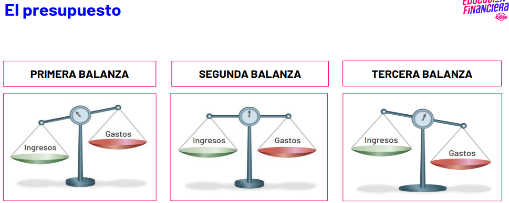 El presupuesto
EDUCACIÓN
FINANCIERA
PRIMERA BALANZA
SEGUNDA BALANZA
TERCERA BALANZA
Ingresos
Gastos
Ingresos
Gastos
Ingresos
Gastos